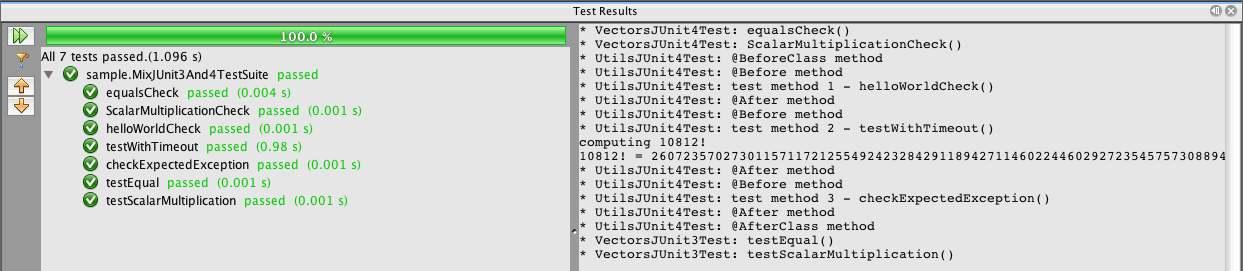 Test Results
100.0 %
All 7 tests passed.(1.096 s)
sample.MixJUnit3And4TestSuite passed
equalsCheck passed (0.004 s)
ScalarMultiplicationCheck passed (0.001 s)
helloWorldCheck passed (0.001 s)
testWithTimeout passed (0.98 s)
checkExpectedException passed (0.001 s)
testEqual passed (0.001 s)
testScalarMultiplication passed (0.001 s)
* VectorsJUnit4Test: equalsCheck()
* VectorsJUnit4Test: ScalarMultiplicationCheck()
* UtilsJUnit4Test: @BeforeClass method
* UtilsJUnit4Test: @Before method
* UtilsJUnit4Test: test method 1 - helloWorldCheck()
* UtilsJUnit4Test: @After method
* UtilsJUnit4Test: @Before method
* UtilsJUnit4Test: test method 2 - testWithTimeout()
computing 10812!
10812! = 260723570273011571172125549242328429118942711460224460292723545757308894
* UtilsJUnit4Test: @After method
* UtilsJUnit4Test: @Before method
* UtilsJUnit4Test: test method 3 - checkExpectedException()
* UtilsJUnit4Test: @After method
* UtilsJUnit4Test: @AfterClass method
* VectorsJUnit3Test: testEqual()
* VectorsJUnit3Test: testScalarMultiplication()